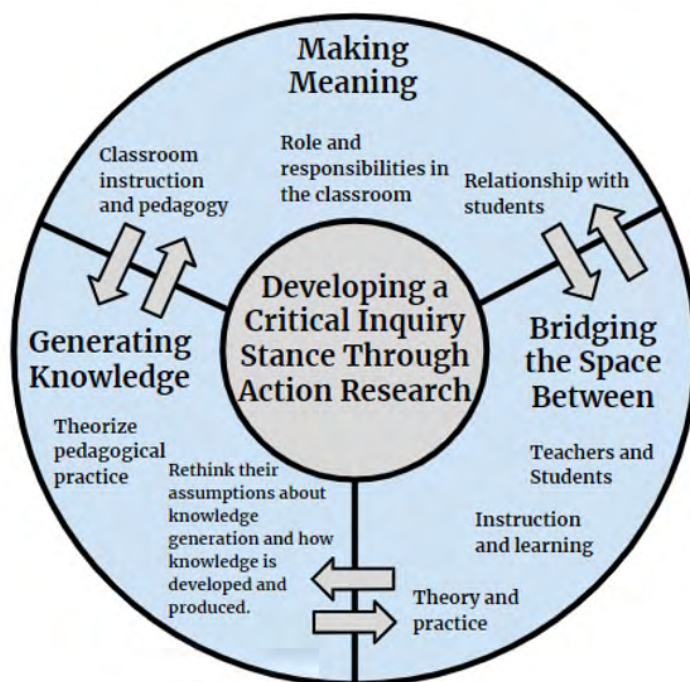 Making
Meaning
Classroom
instruction
and pedagogy
Role and
responsibilities in
the classroom
Relationship with
students
Developing a
Critical Inquiry
Stance Through
Action Research
Generating
Knowledge
Theorize
pedagogical
practice
Rethink their
assumptions about
knowledge
generation and how
knowledge is
developed and
produced.
Bridging
the Space
Between
Teachers and
Students
Instruction
and learning
Theory and
practice